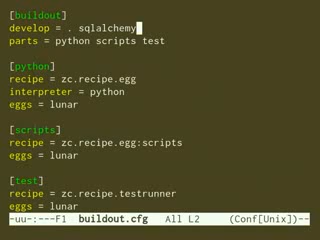 [buildout]
develop = . sqlalchemy
parts = python scripts test
[python]
recipe = zc.recipe.egg
interpreter = python
eggs = lunar
[scripts]
recipe = zc.recipe.egg:scripts
eggs = lunar
[test]
recipe = zc.recipe.testrunner
eggs = lunar
-uu-:---F1  buildout.cfg   All L2     (Conf[Unix])--